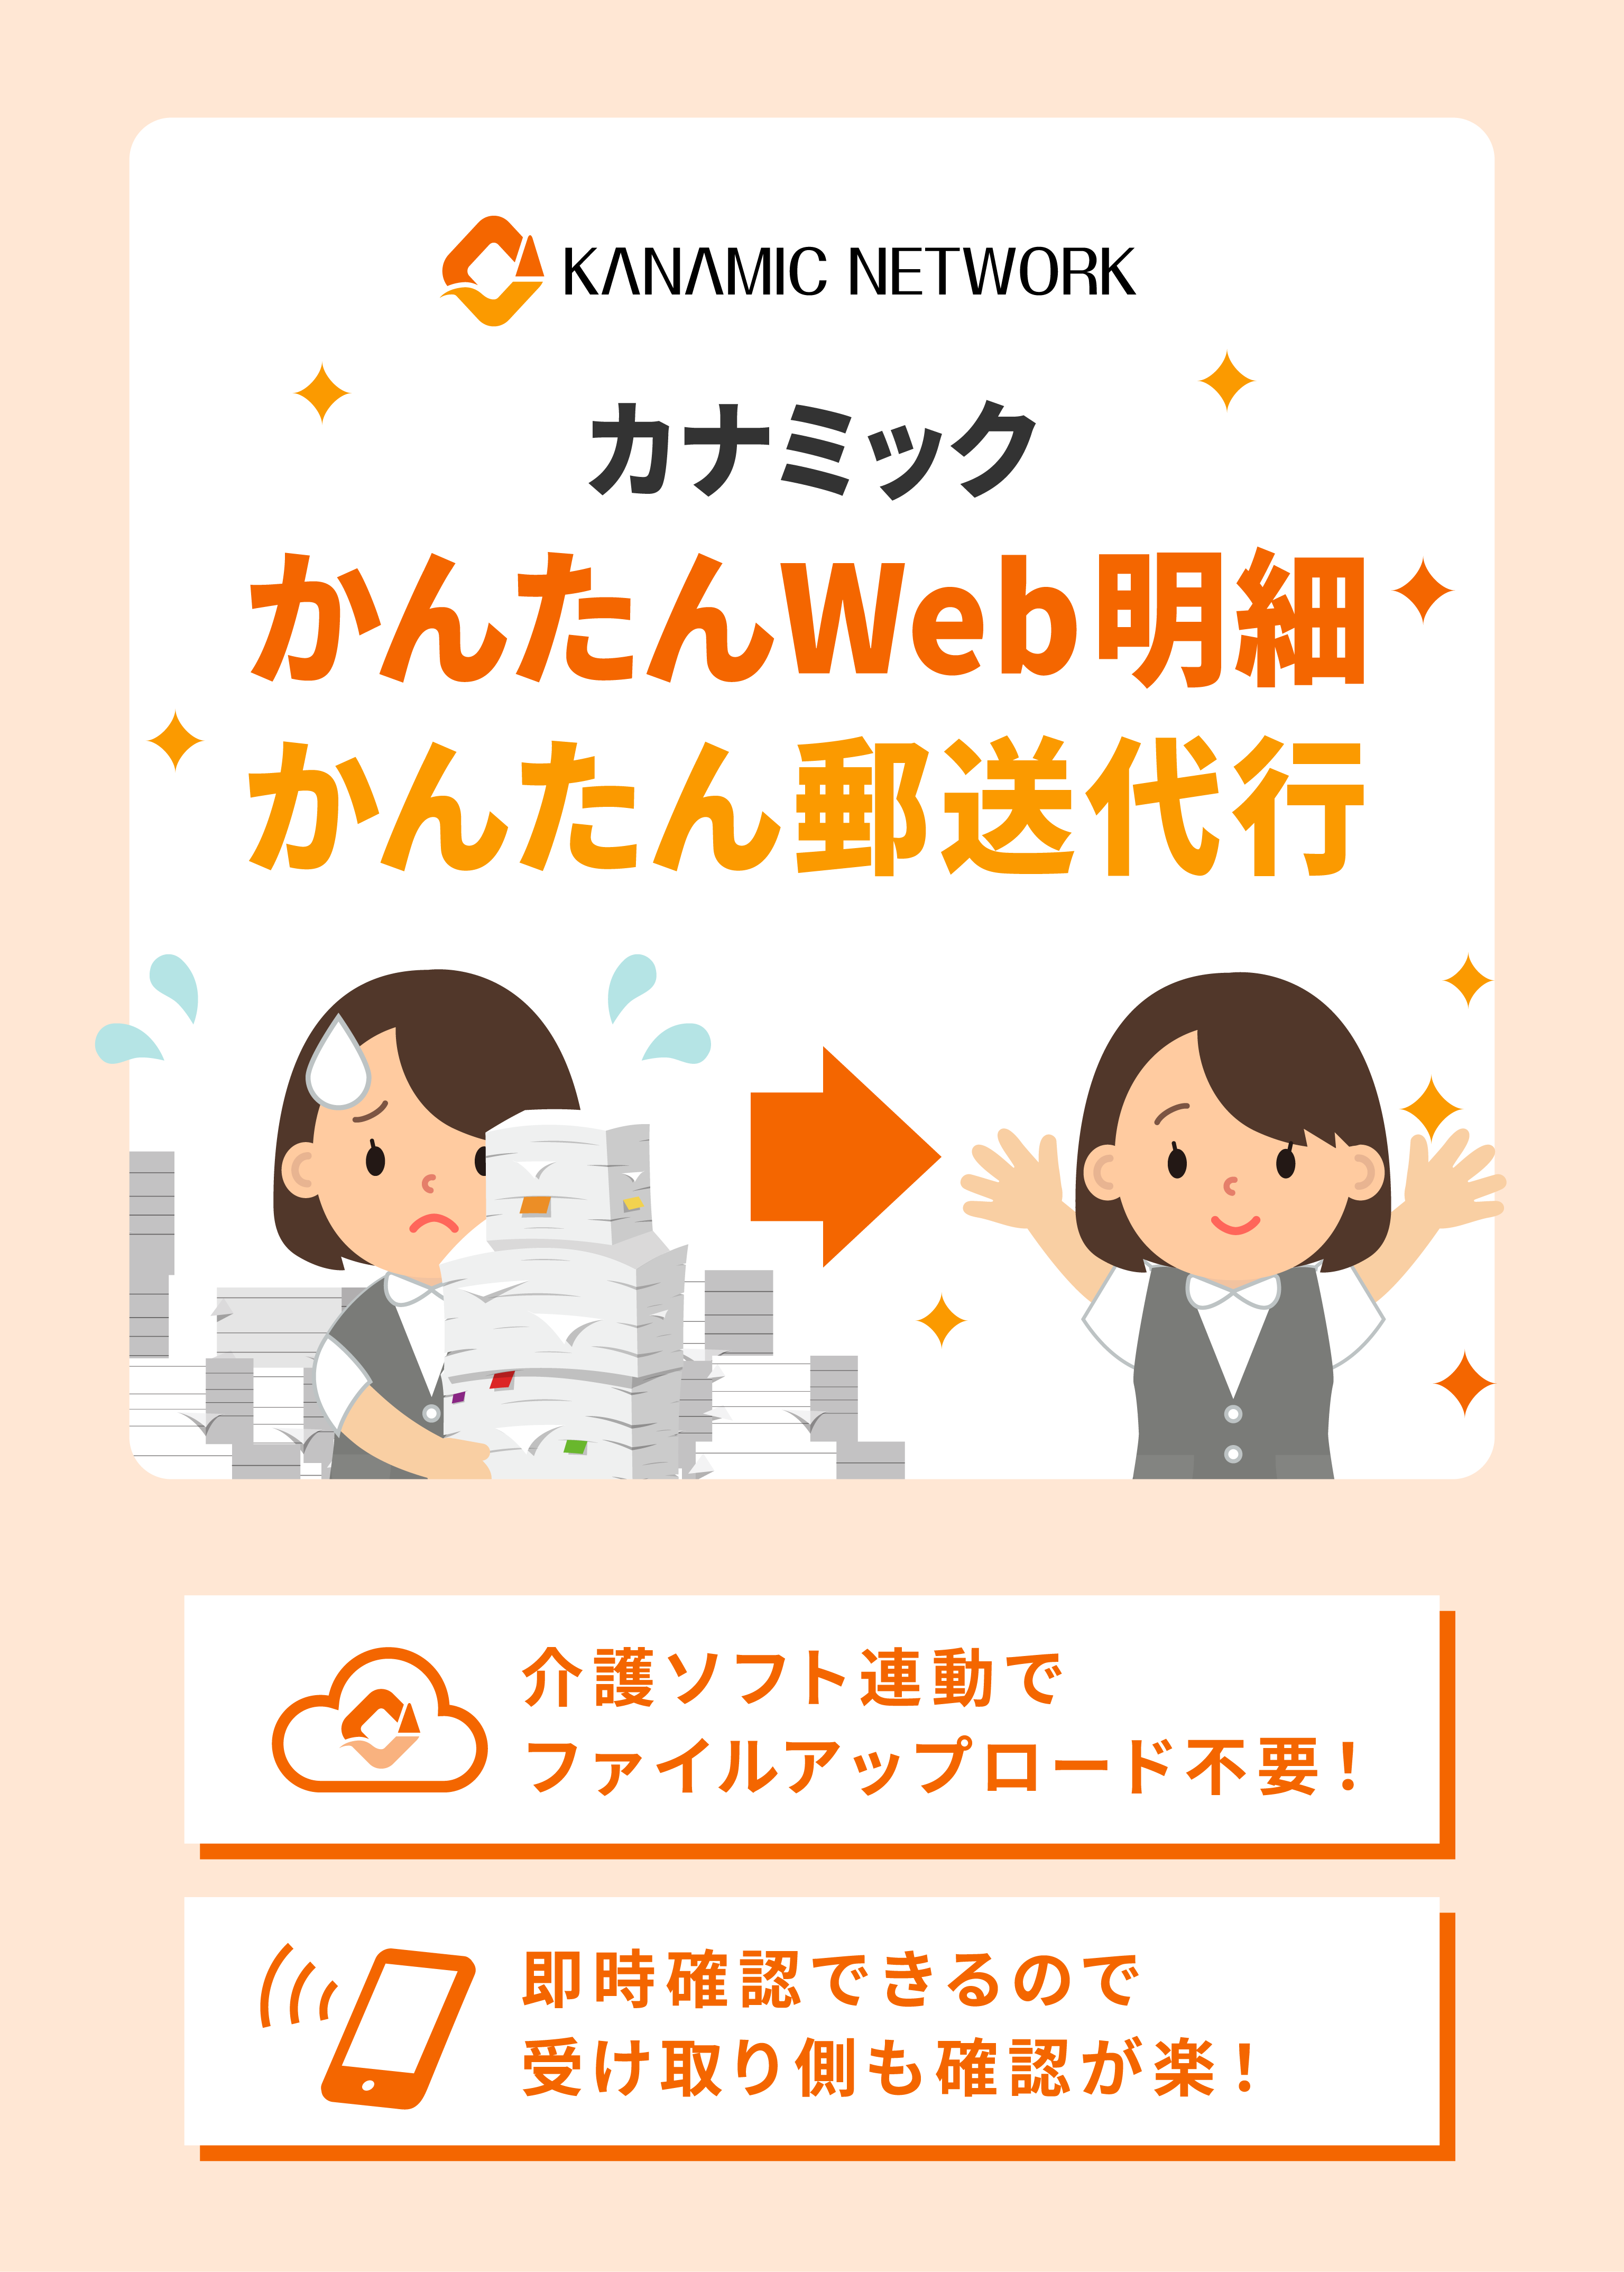 KANAMIC NETWORK
カナミック
かんたんWeb明細
かんたん郵送代行
介護ソフト連動で
ファイルアップロード不要！
即時確認できるので
受け取り側も確認が楽！